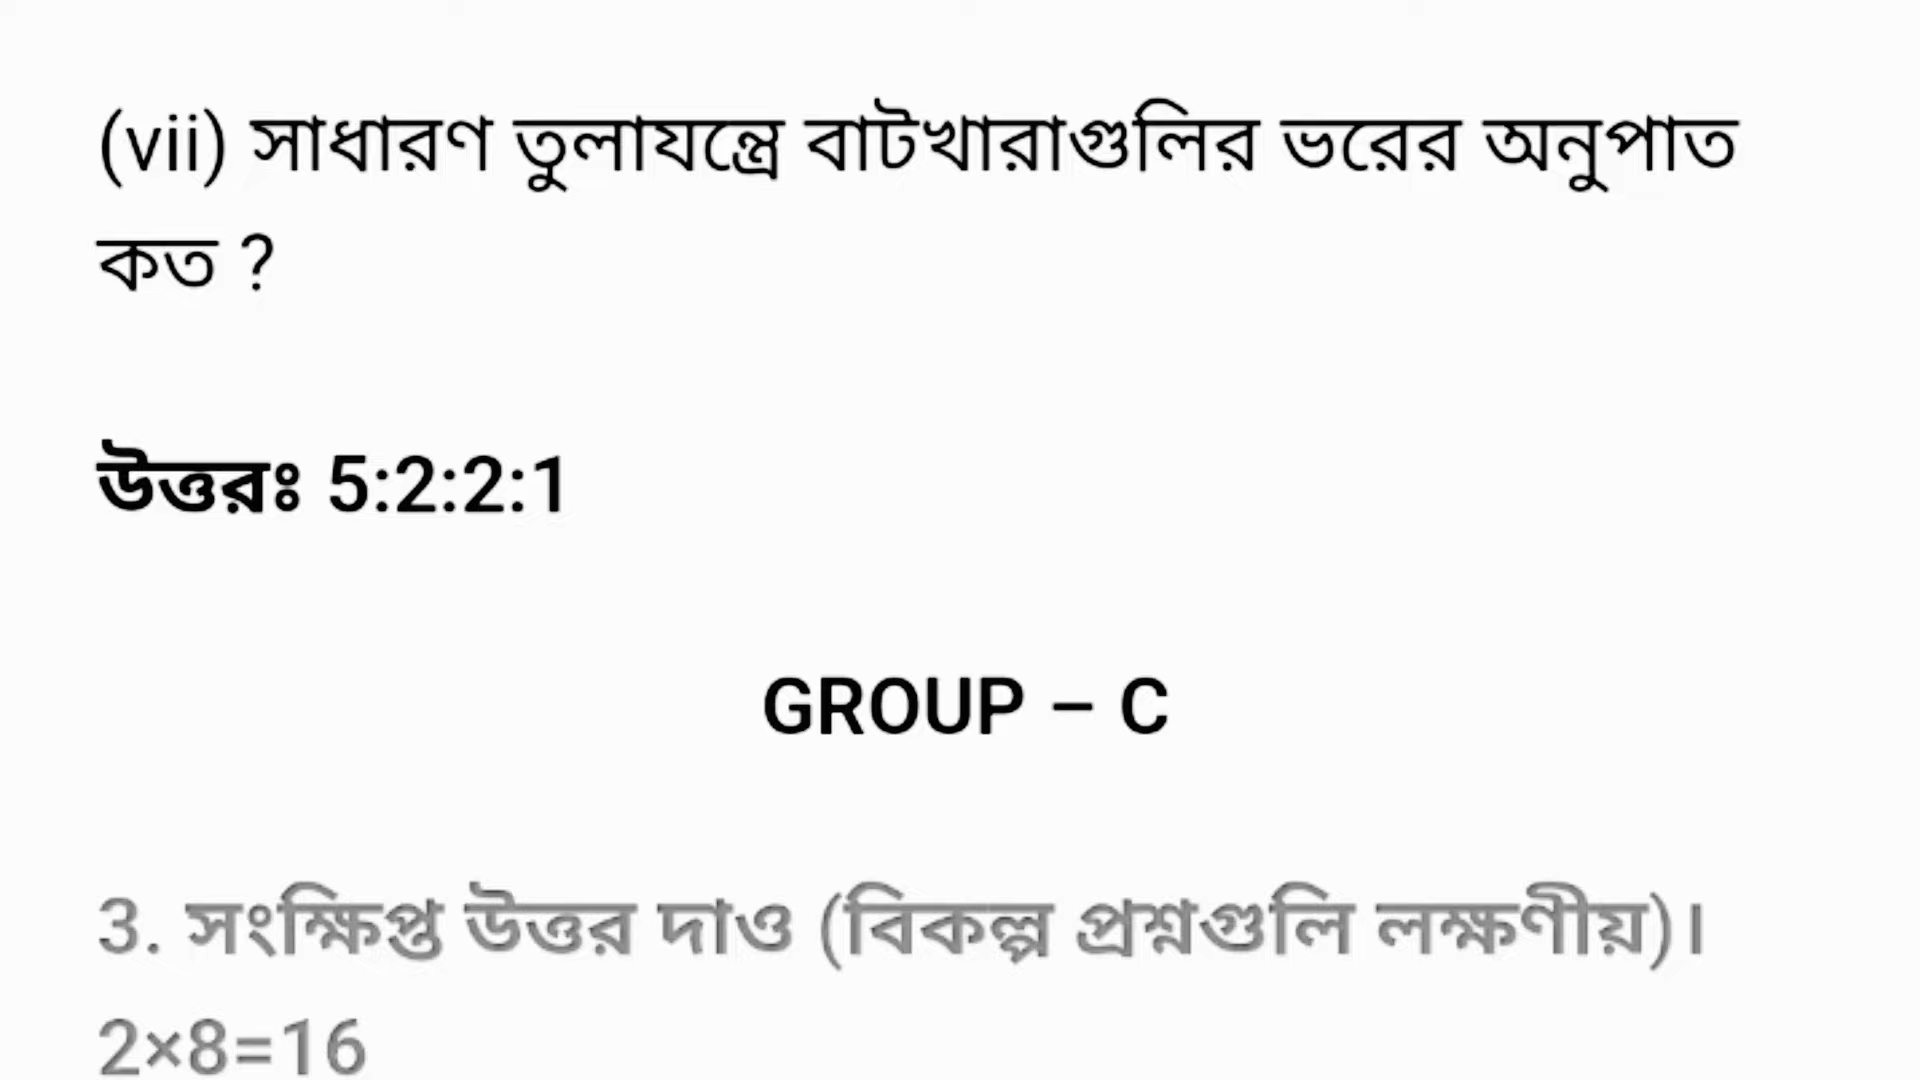 (vii) সাধারণ তুলাযন্ত্রে বাটখারাগুলির ভরের অনুপাত
কত ?
উত্তরঃ 5:2:2:1
GROUP – C
3. সংক্ষিপ্ত উত্তর দাও (বিকল্প প্রশ্নগুলি লক্ষণীয়)।
2×8=16